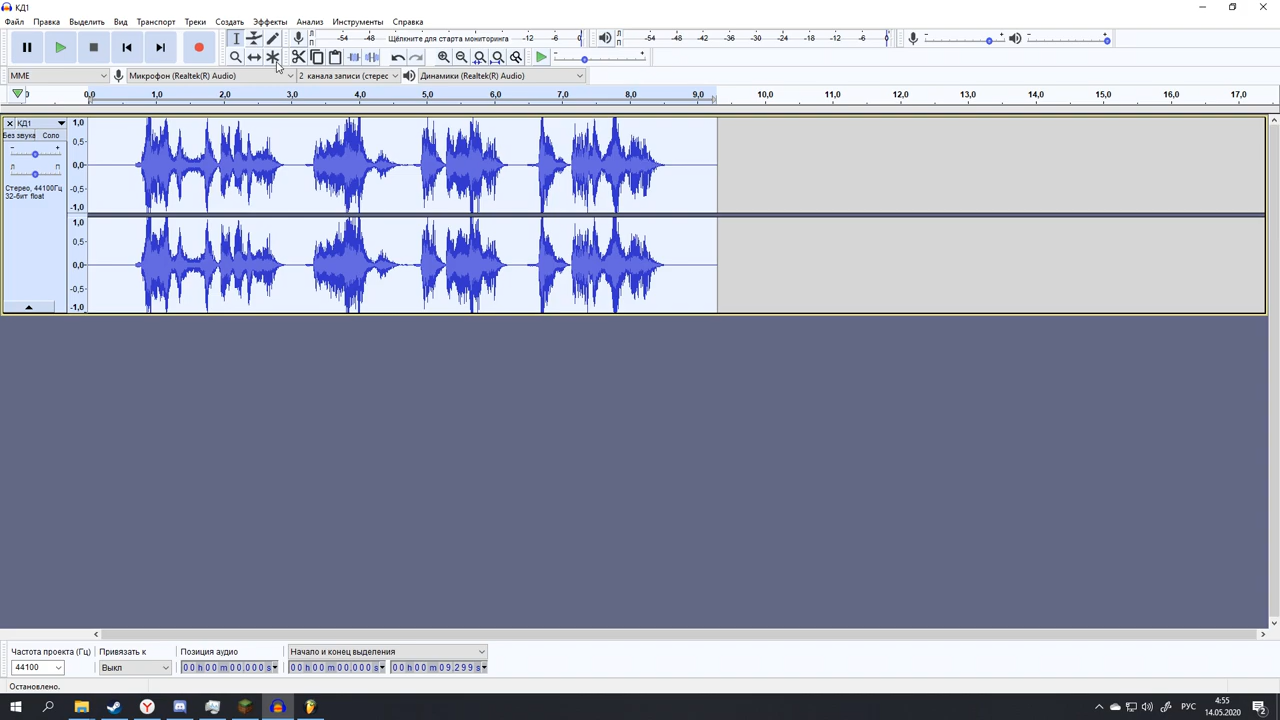 КД1
Файл Правка Выделить Вид Транспорт Треки Создать Эффекты Анализ Инструменты Справка
Л П -54 -48 Щёлкните для старта мониторинга -12 -6 0
Л П -54 -48 -42 -36 -30 -24 -18 -12 -6 0
MME Микрофон (Realtek(R) Audio) 2 канала записи (стерес Динамики (Realtek(R) Audio)
0,0 1,0 2,0 3,0 4,0 5,0 6,0 7,0 8,0 9,0 10,0 11,0 12,0 13,0 14,0 15,0 16,0 17,0
КД1
Без звука Соло
- +
Л П
Стерео, 44100Гц
32-бит float
1,0
0,5
0,0
-0,5
-1,0
1,0
0,5
0,0
-0,5
-1,0
Частота проекта (Гц) Привязать к Позиция аудио Начало и конец выделения
44100 Выкл 00 h 00 m 00.000 s 00 h 00 m 00.000 s 00 h 00 m 09.299 s
Остановлено.
РУС
4:55
14.05.2020
2